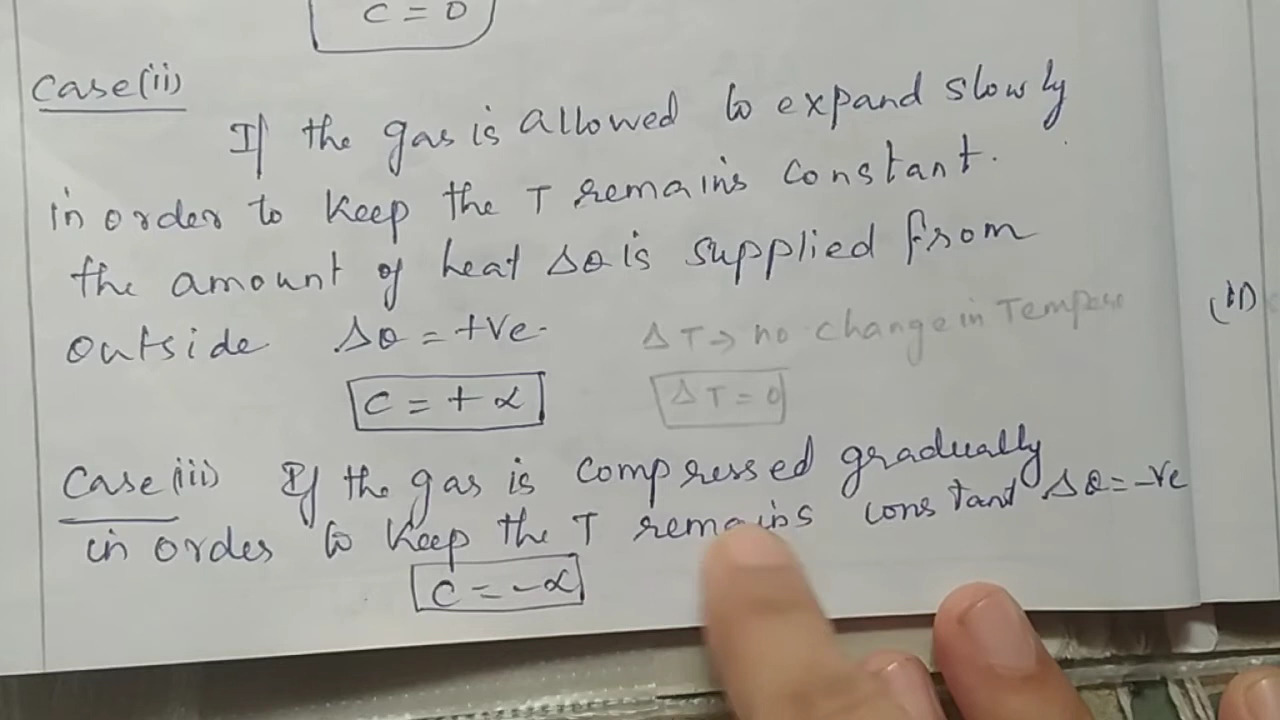 C = 0
Case (ii)
If the gas is allowed to expand slowly
in order to keep the T remains constant.
the amount of heat ΔQ is supplied from
outside ΔQ = +ve. ΔT → no change in Tempera
C = + α ΔT = 0
Case (iii) If the gas is compressed gradually
in order to keep the T remains constant ΔQ = -ve
C = - α